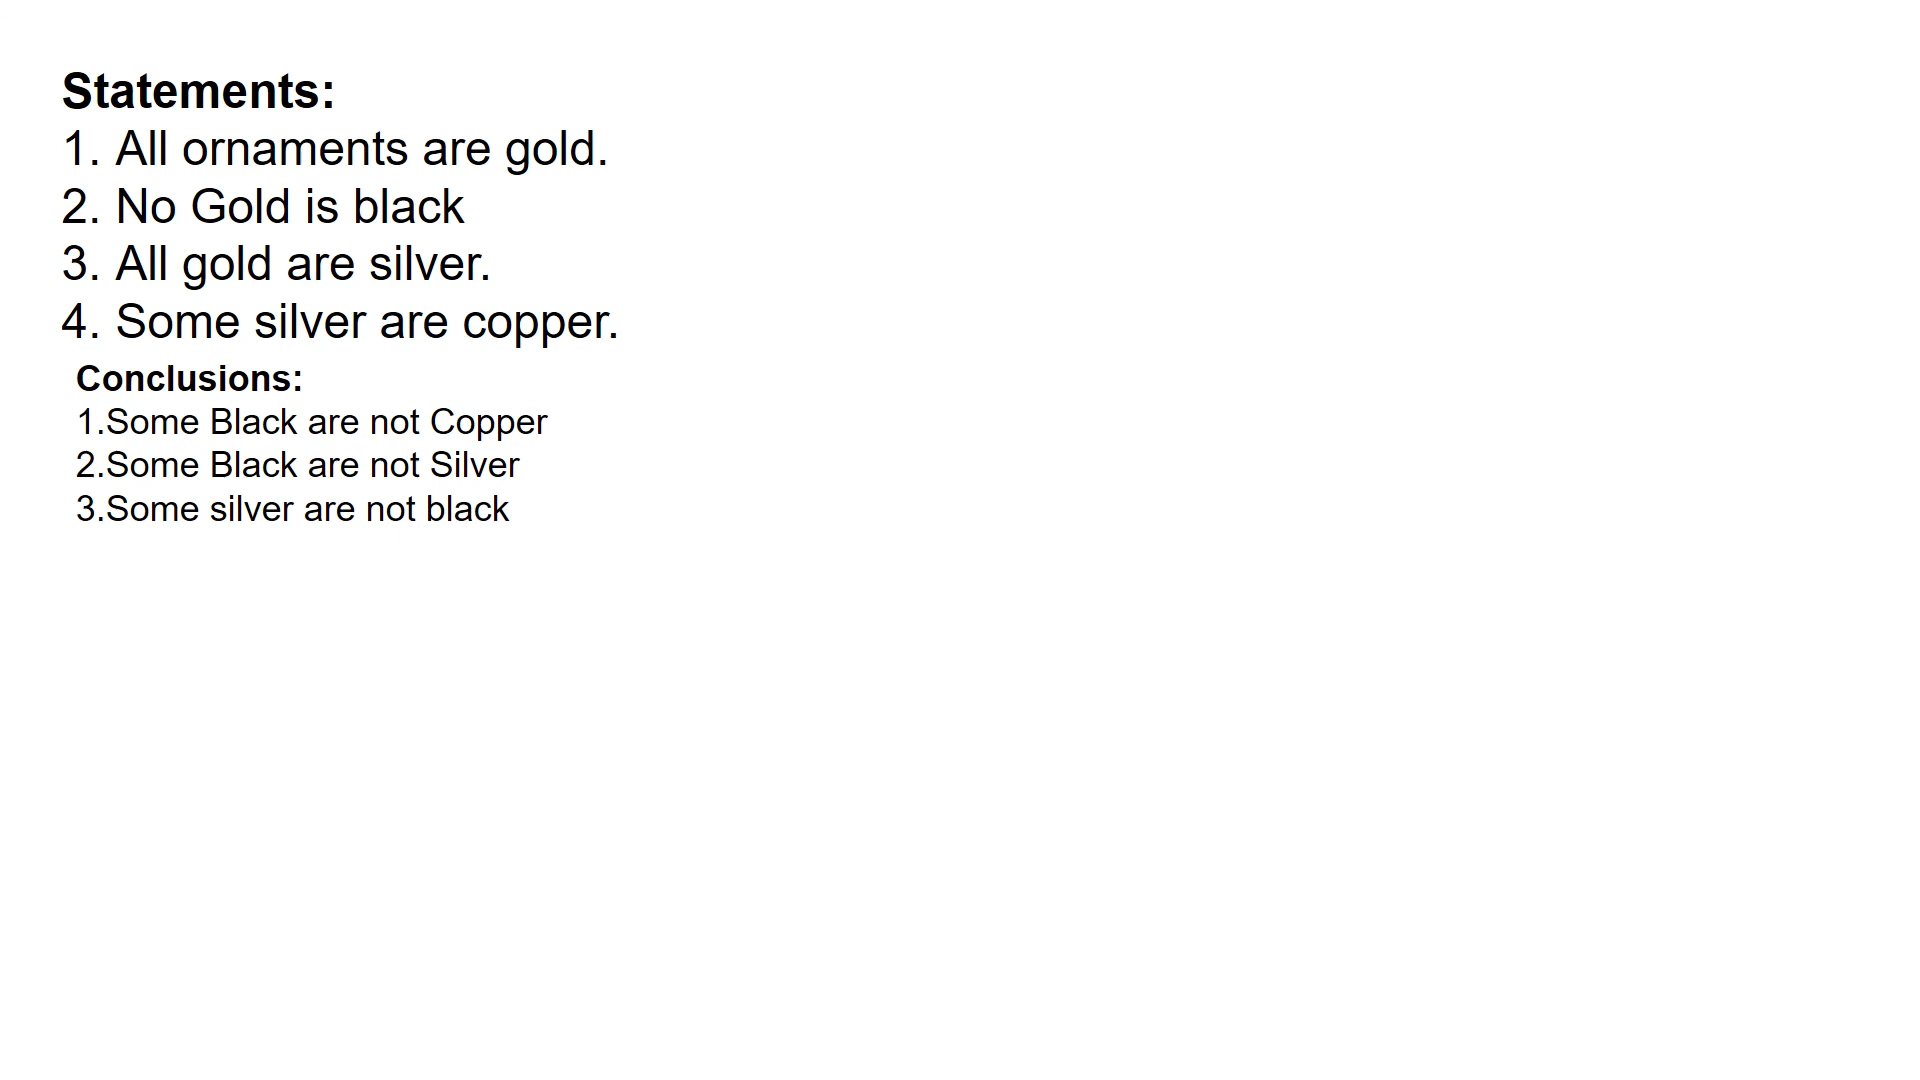 Statements:
1. All ornaments are gold.
2. No Gold is black
3. All gold are silver.
4. Some silver are copper.
Conclusions:
1.Some Black are not Copper
2.Some Black are not Silver
3.Some silver are not black